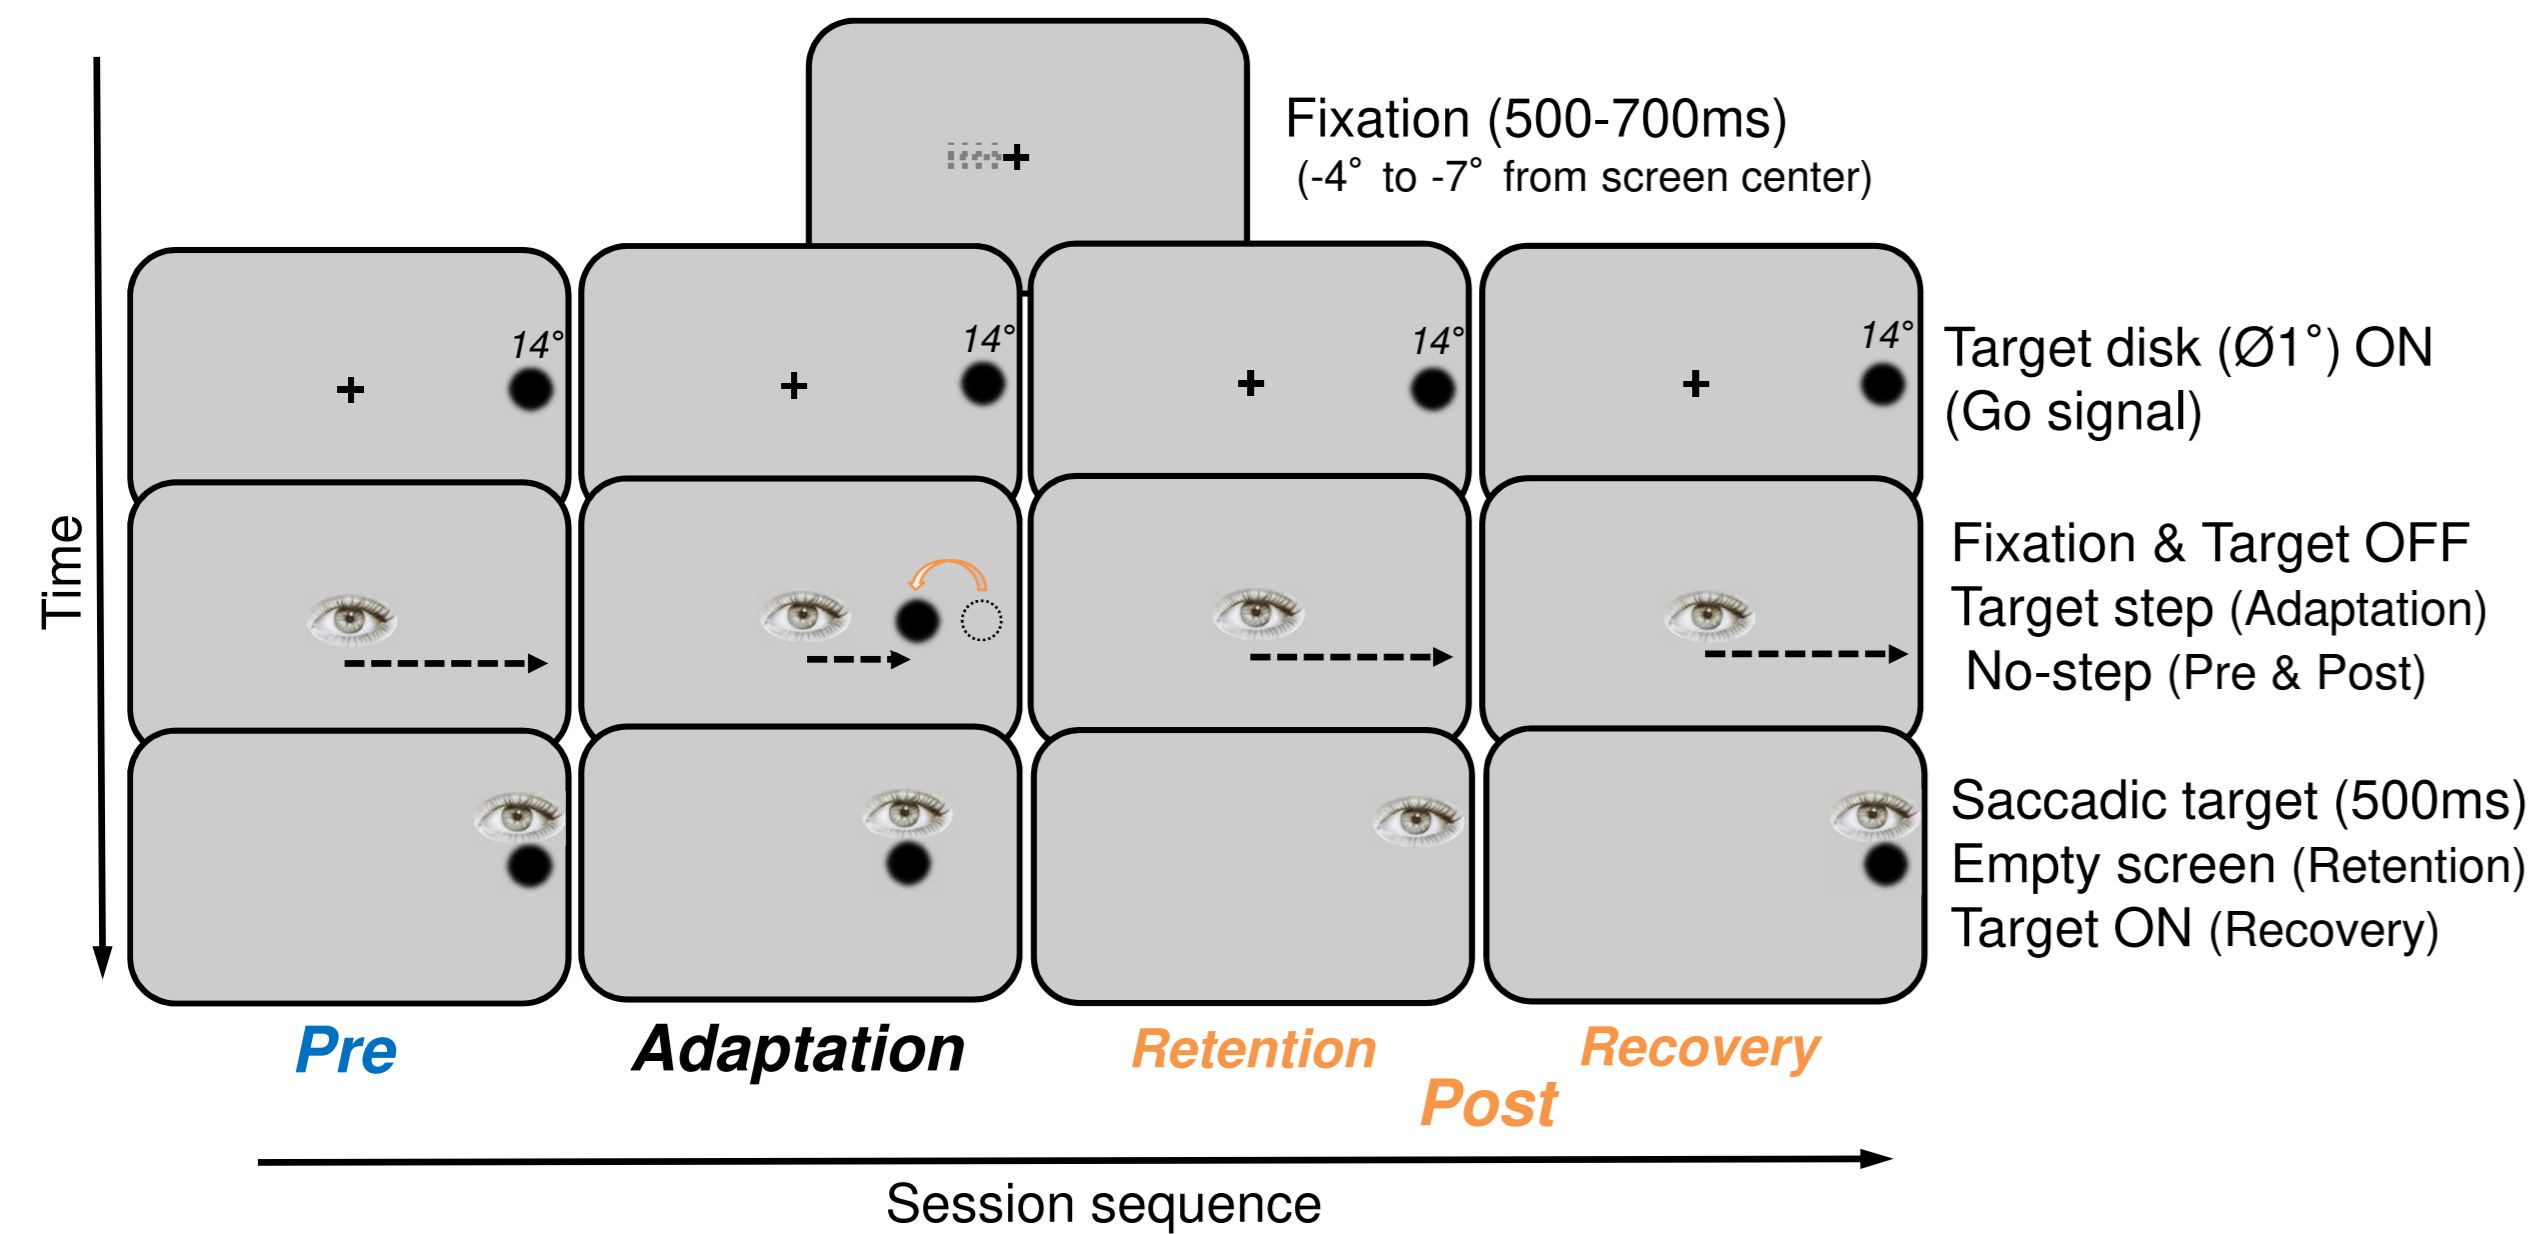 Fixation (500-700ms)
(-4° to -7° from screen center)
14°
14°
14°
14°
Target disk (Ø1°) ON
(Go signal)
Time
Fixation & Target OFF
Target step (Adaptation)
No-step (Pre & Post)
Saccadic target (500ms)
Empty screen (Retention)
Target ON (Recovery)
Pre
Adaptation
Retention
Recovery
Post
Session sequence